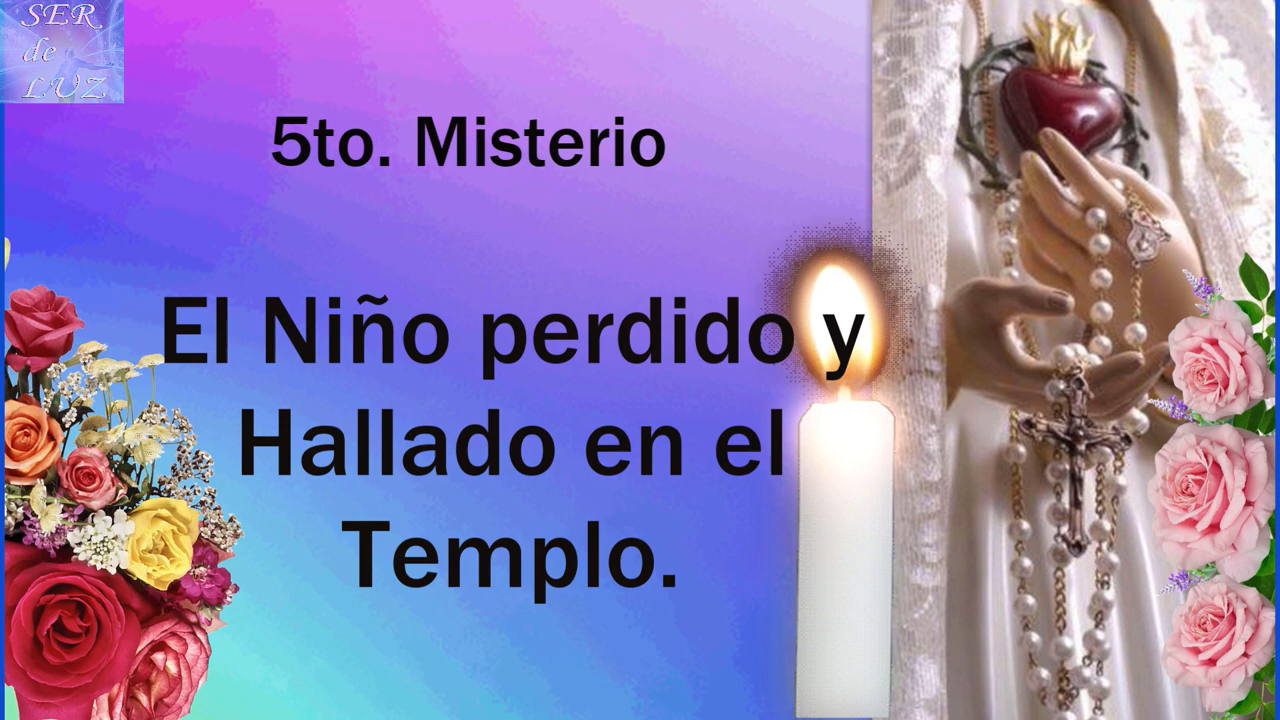 SER
de
LUZ
5to. Misterio
El Niño perdido y
Hallado en el
Templo.